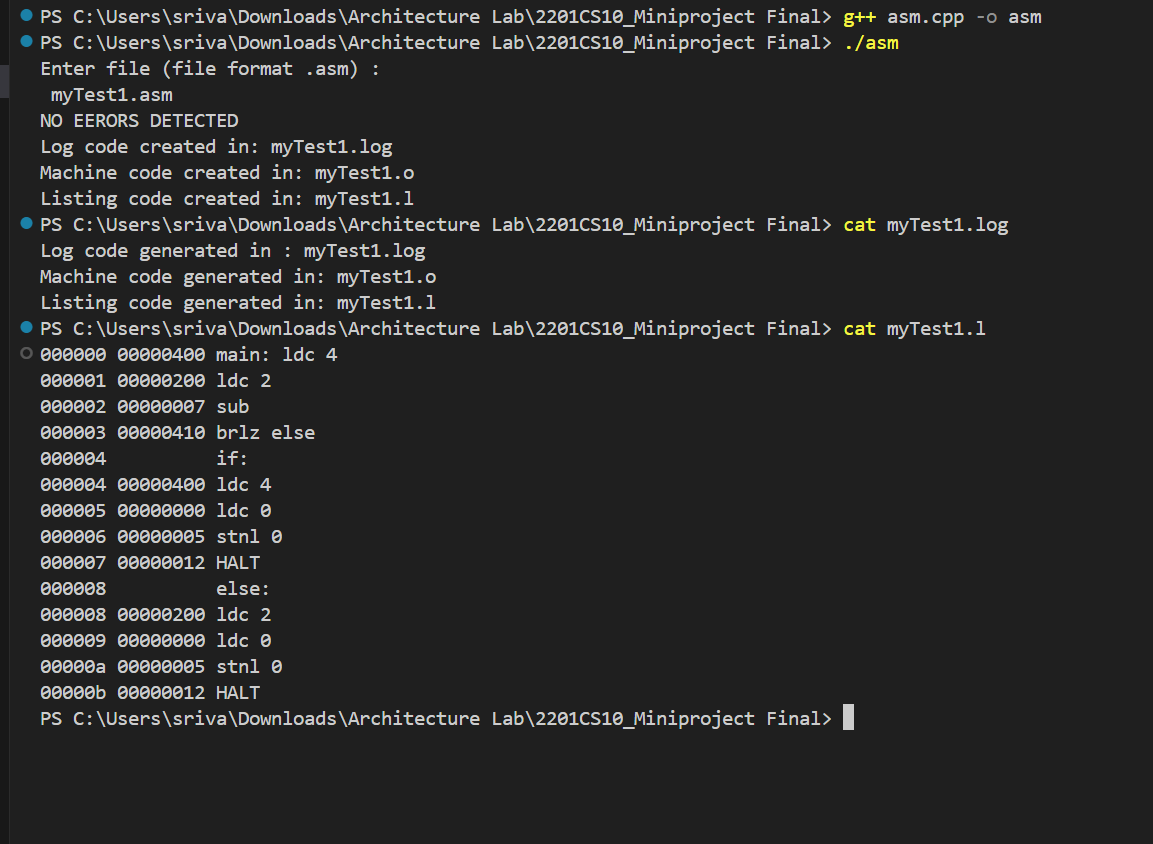 PS C:\Users\sriva\Downloads\Architecture Lab\2201CS10_Miniproject Final> g++ asm.cpp -o asm
PS C:\Users\sriva\Downloads\Architecture Lab\2201CS10_Miniproject Final> ./asm
Enter file (file format .asm) :
 myTest1.asm
NO EERORS DETECTED
Log code created in: myTest1.log
Machine code created in: myTest1.o
Listing code created in: myTest1.l
PS C:\Users\sriva\Downloads\Architecture Lab\2201CS10_Miniproject Final> cat myTest1.log
Log code generated in : myTest1.log
Machine code generated in: myTest1.o
Listing code generated in: myTest1.l
PS C:\Users\sriva\Downloads\Architecture Lab\2201CS10_Miniproject Final> cat myTest1.l
000000 00000400 main: ldc 4
000001 00000200 ldc 2
000002 00000007 sub
000003 00000410 brlz else
000004          if:
000004 00000400 ldc 4
000005 00000000 ldc 0
000006 00000005 stnl 0
000007 00000012 HALT
000008          else:
000008 00000200 ldc 2
000009 00000000 ldc 0
00000a 00000005 stnl 0
00000b 00000012 HALT
PS C:\Users\sriva\Downloads\Architecture Lab\2201CS10_Miniproject Final>